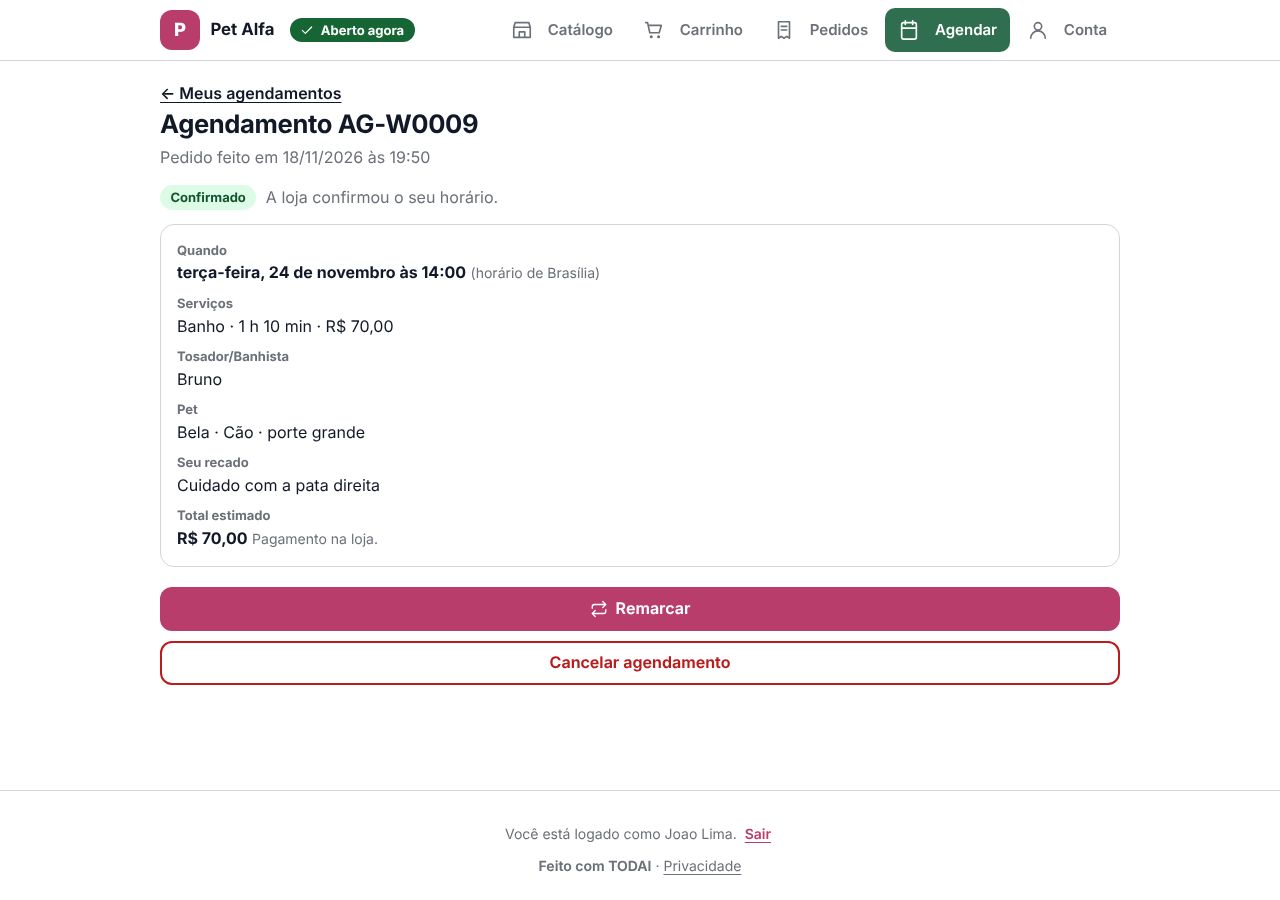 P Pet Alfa Aberto agora Catálogo Carrinho Pedidos Agendar Conta
← Meus agendamentos
Agendamento AG-W0009
Pedido feito em 18/11/2026 às 19:50
Confirmado A loja confirmou o seu horário.
Quando
terça-feira, 24 de novembro às 14:00 (horário de Brasília)
Serviços
Banho · 1 h 10 min · R$ 70,00
Tosador/Banhista
Bruno
Pet
Bela · Cão · porte grande
Seu recado
Cuidado com a pata direita
Total estimado
R$ 70,00 Pagamento na loja.
Remarcar
Cancelar agendamento
Você está logado como Joao Lima. Sair
Feito com TODAI · Privacidade